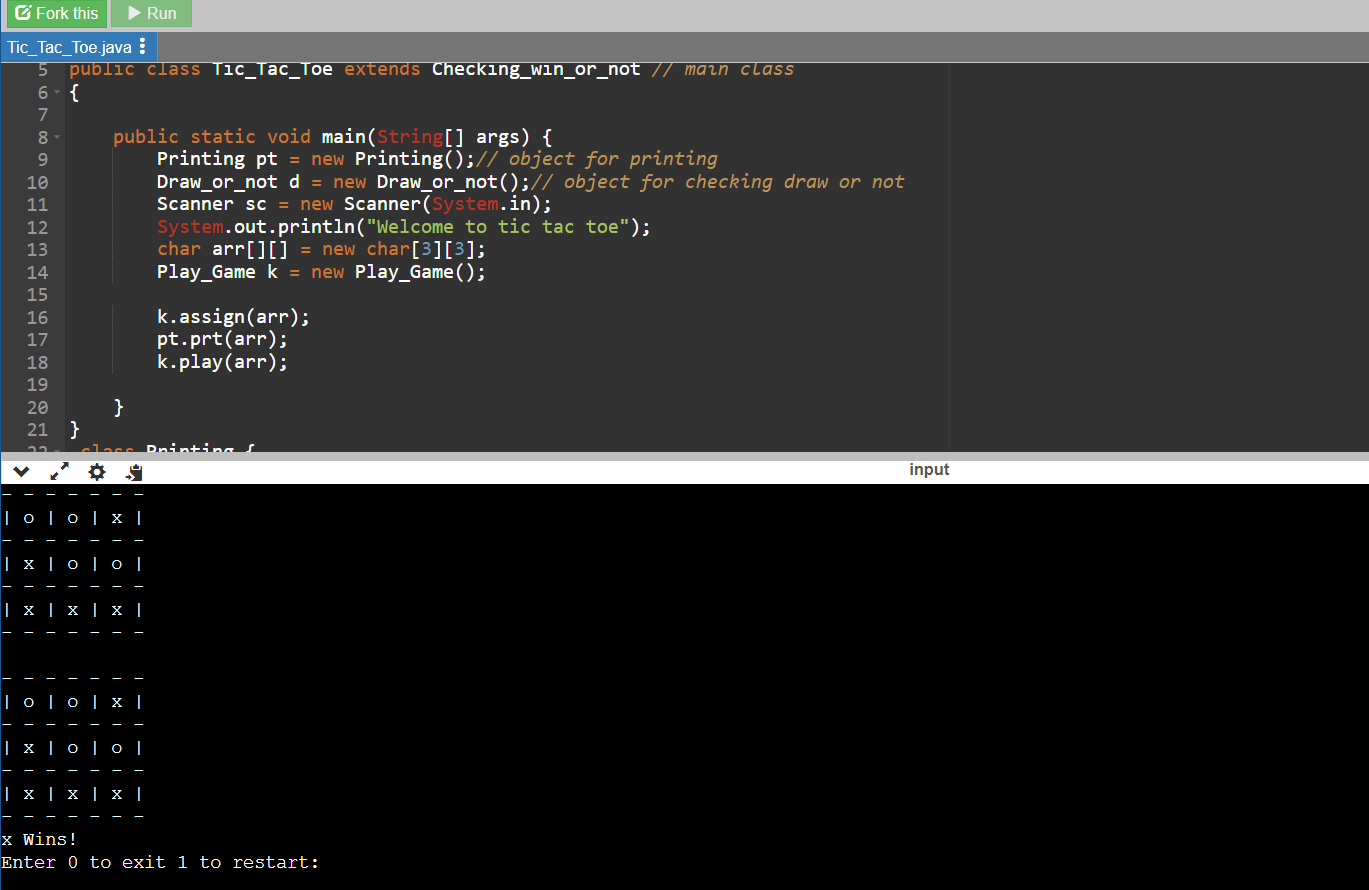 Fork this Run
Tic_Tac_Toe.java
5 public class Tic_Tac_Toe extends Checking_win_or_not // main class
6 {
7
8 public static void main(String[] args) {
9 Printing pt = new Printing();// object for printing
10 Draw_or_not d = new Draw_or_not();// object for checking draw or not
11 Scanner sc = new Scanner(System.in);
12 System.out.println("Welcome to tic tac toe");
13 char arr[][] = new char[3][3];
14 Play_Game k = new Play_Game();
15
16 k.assign(arr);
17 pt.prt(arr);
18 k.play(arr);
19
20 }
21 }
22 class Printing {
input
- - - - - - -
| o | o | x |
- - - - - - -
| x | o | o |
- - - - - - -
| x | x | x |
- - - - - - -
- - - - - - -
| o | o | x |
- - - - - - -
| x | o | o |
- - - - - - -
| x | x | x |
- - - - - - -
x Wins!
Enter 0 to exit 1 to restart: